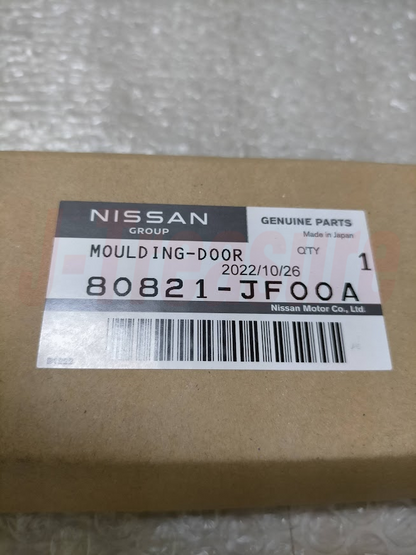 NISSAN
GROUP
GENUINE PARTS
Made in Japan
MOULDING-DOOR
Q'TY
1
2022/10/26
80821-JF00A
Nissan Motor Co., Ltd.